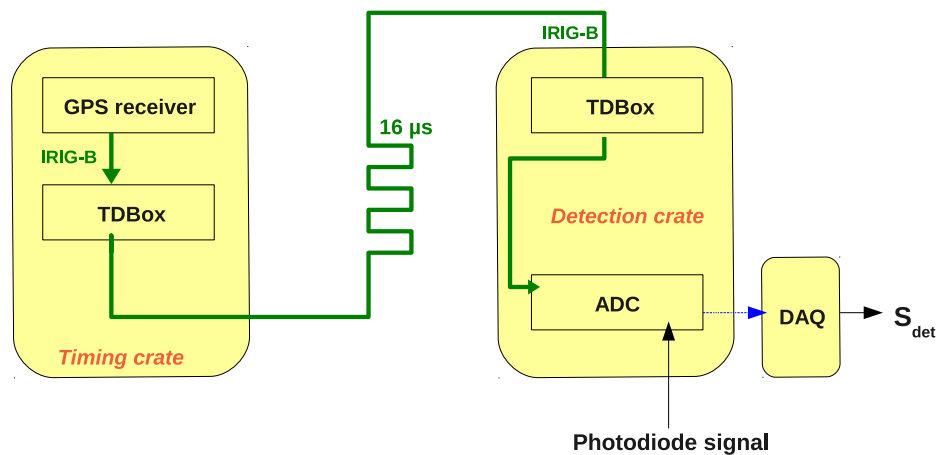 GPS receiver
IRIG-B
TDBox
Timing crate
16 µs
IRIG-B
TDBox
Detection crate
ADC
DAQ
S det
Photodiode signal